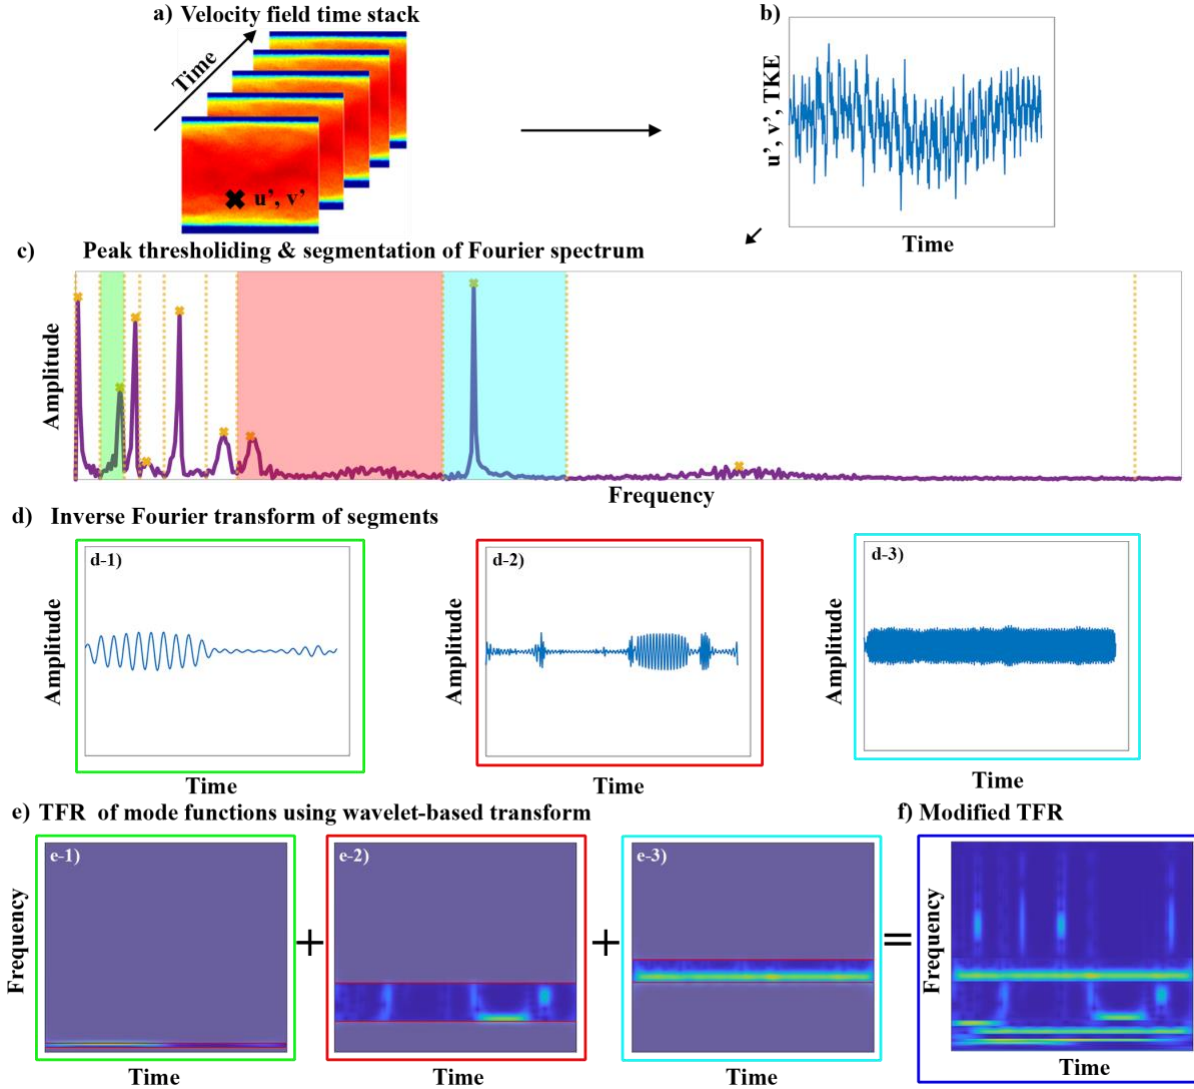 a) Velocity field time stack
Time
u’, v’
b)
u’, v’, TKE
Time
c) Peak thresholiding & segmentation of Fourier spectrum
Amplitude
Frequency
d) Inverse Fourier transform of segments
d-1)
Amplitude
Time
d-2)
Amplitude
Time
d-3)
Amplitude
Time
e) TFR of mode functions using wavelet-based transform
f) Modified TFR
e-1)
Frequency
Time
+
e-2)
Time
+
e-3)
Time
=
Frequency
Time